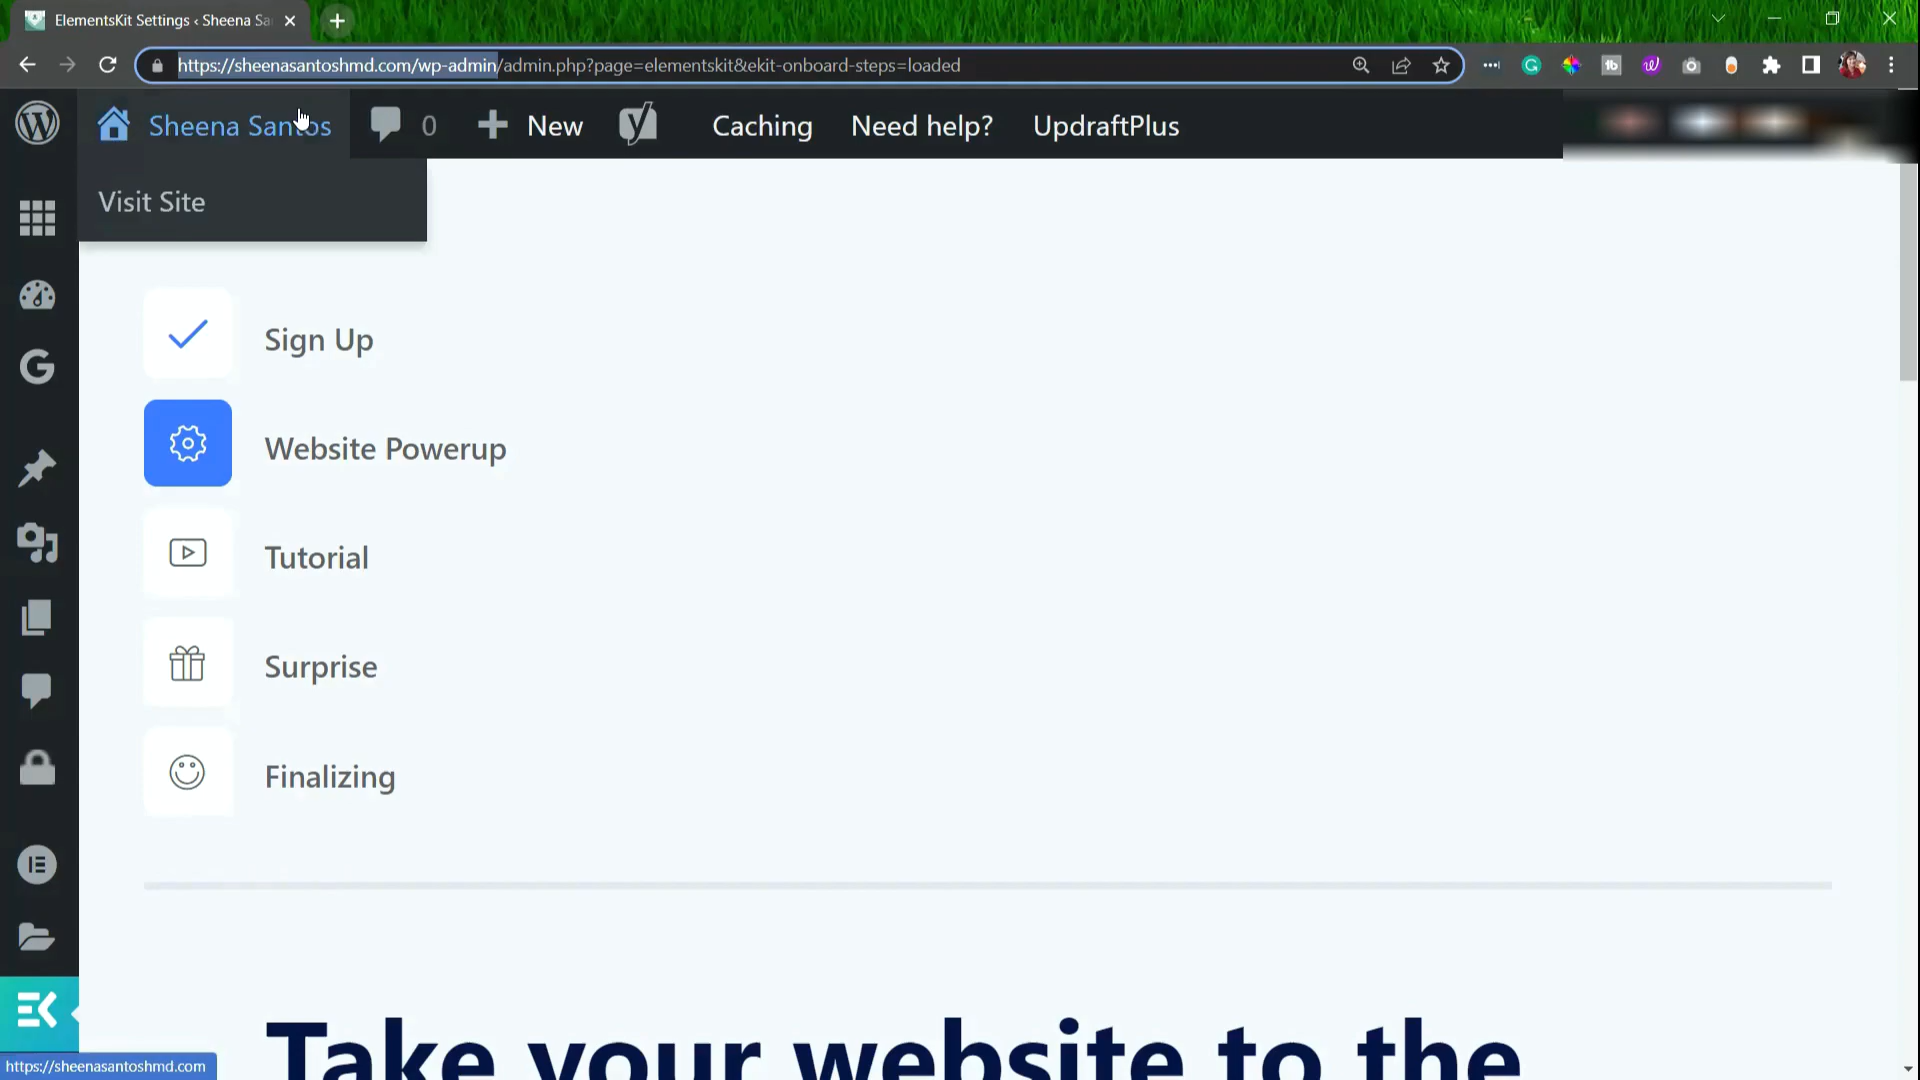 ElementsKit Settings ‹ Sheena Sa
https://sheenasantoshmd.com/wp-admin/admin.php?page=elementskit&ekit-onboard-steps=loaded
Sheena Santos 0 New Caching Need help? UpdraftPlus
Visit Site
Sign Up
Website Powerup
Tutorial
Surprise
Finalizing
Take your website to the
https://sheenasantoshmd.com